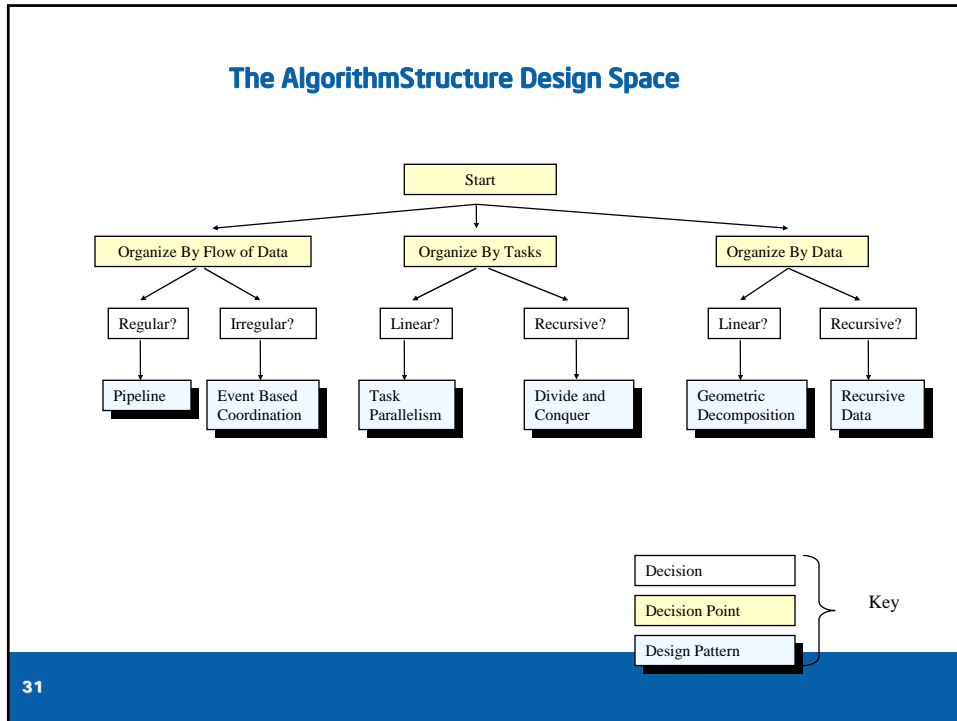 The AlgorithmStructure Design Space
Start
Organize By Flow of Data
Organize By Tasks
Organize By Data
Regular?
Irregular?
Linear?
Recursive?
Linear?
Recursive?
Pipeline
Event Based
Coordination
Task
Parallelism
Divide and
Conquer
Geometric
Decomposition
Recursive
Data
Decision
Decision Point
Design Pattern
Key
31